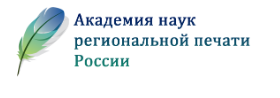 Академия наук
региональной печати
России